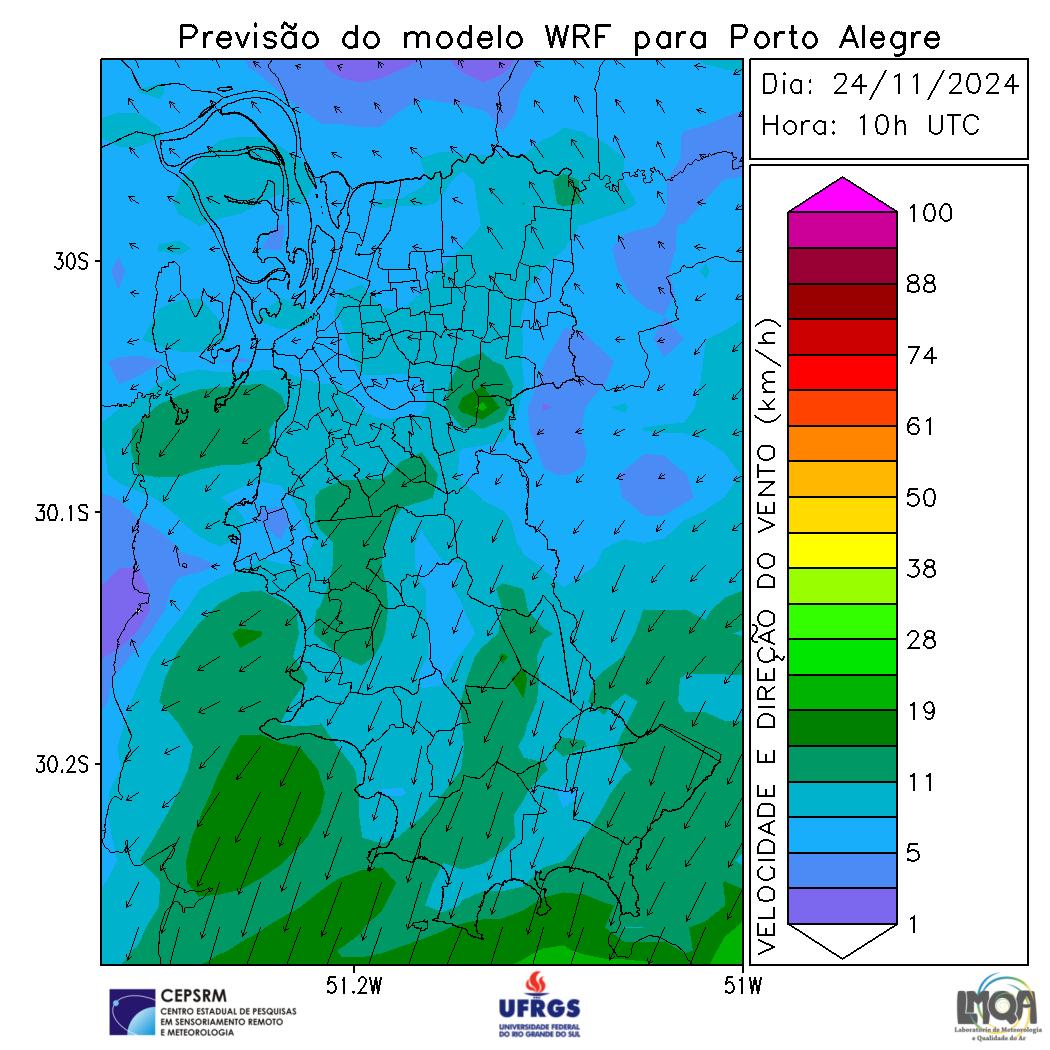 Previsão do modelo WRF para Porto Alegre
Dia: 24/11/2024
Hora: 10h UTC
30S
30.1S
30.2S
51.2W
51W
VELOCIDADE E DIREÇÃO DO VENTO (km/h)
100
88
74
61
50
38
28
19
11
5
1
CEPSRM
CENTRO ESTADUAL DE PESQUISAS
EM SENSORIAMENTO REMOTO
E METEOROLOGIA
UFRGS
UNIVERSIDADE FEDERAL
DO RIO GRANDE DO SUL
LMQA
Laboratório de Meteorologia
e Qualidade do Ar